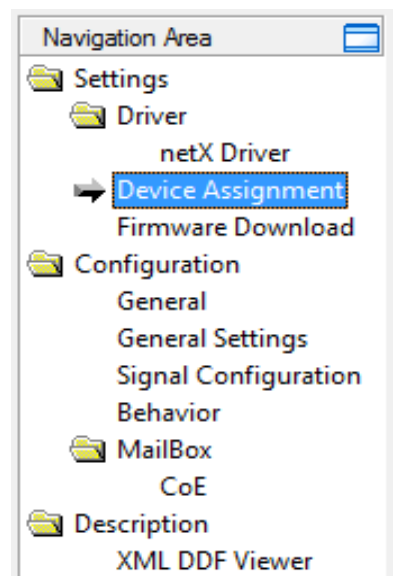 Navigation Area
Settings
Driver
netX Driver
Device Assignment
Firmware Download
Configuration
General
General Settings
Signal Configuration
Behavior
MailBox
CoE
Description
XML DDF Viewer